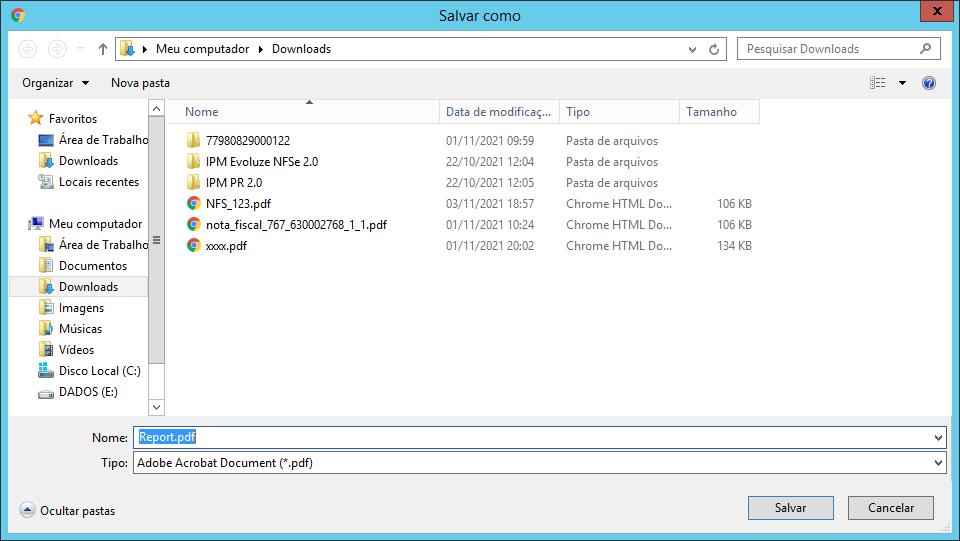 Salvar como
Meu computador Downloads
Pesquisar Downloads
Organizar Nova pasta
Favoritos
Área de Trabalho
Downloads
Locais recentes
Meu computador
Área de Trabalho
Documentos
Downloads
Imagens
Músicas
Vídeos
Disco Local (C:)
DADOS (E:)
Nome Data de modificaç... Tipo Tamanho
77980829000122 01/11/2021 09:59 Pasta de arquivos
IPM Evoluze NFSe 2.0 22/10/2021 12:04 Pasta de arquivos
IPM PR 2.0 22/10/2021 12:05 Pasta de arquivos
NFS_123.pdf 03/11/2021 18:57 Chrome HTML Do... 106 KB
nota_fiscal_767_630002768_1_1.pdf 01/11/2021 10:24 Chrome HTML Do... 106 KB
xxxx.pdf 01/11/2021 20:02 Chrome HTML Do... 134 KB
Nome: Report.pdf
Tipo: Adobe Acrobat Document (*.pdf)
Ocultar pastas Salvar Cancelar